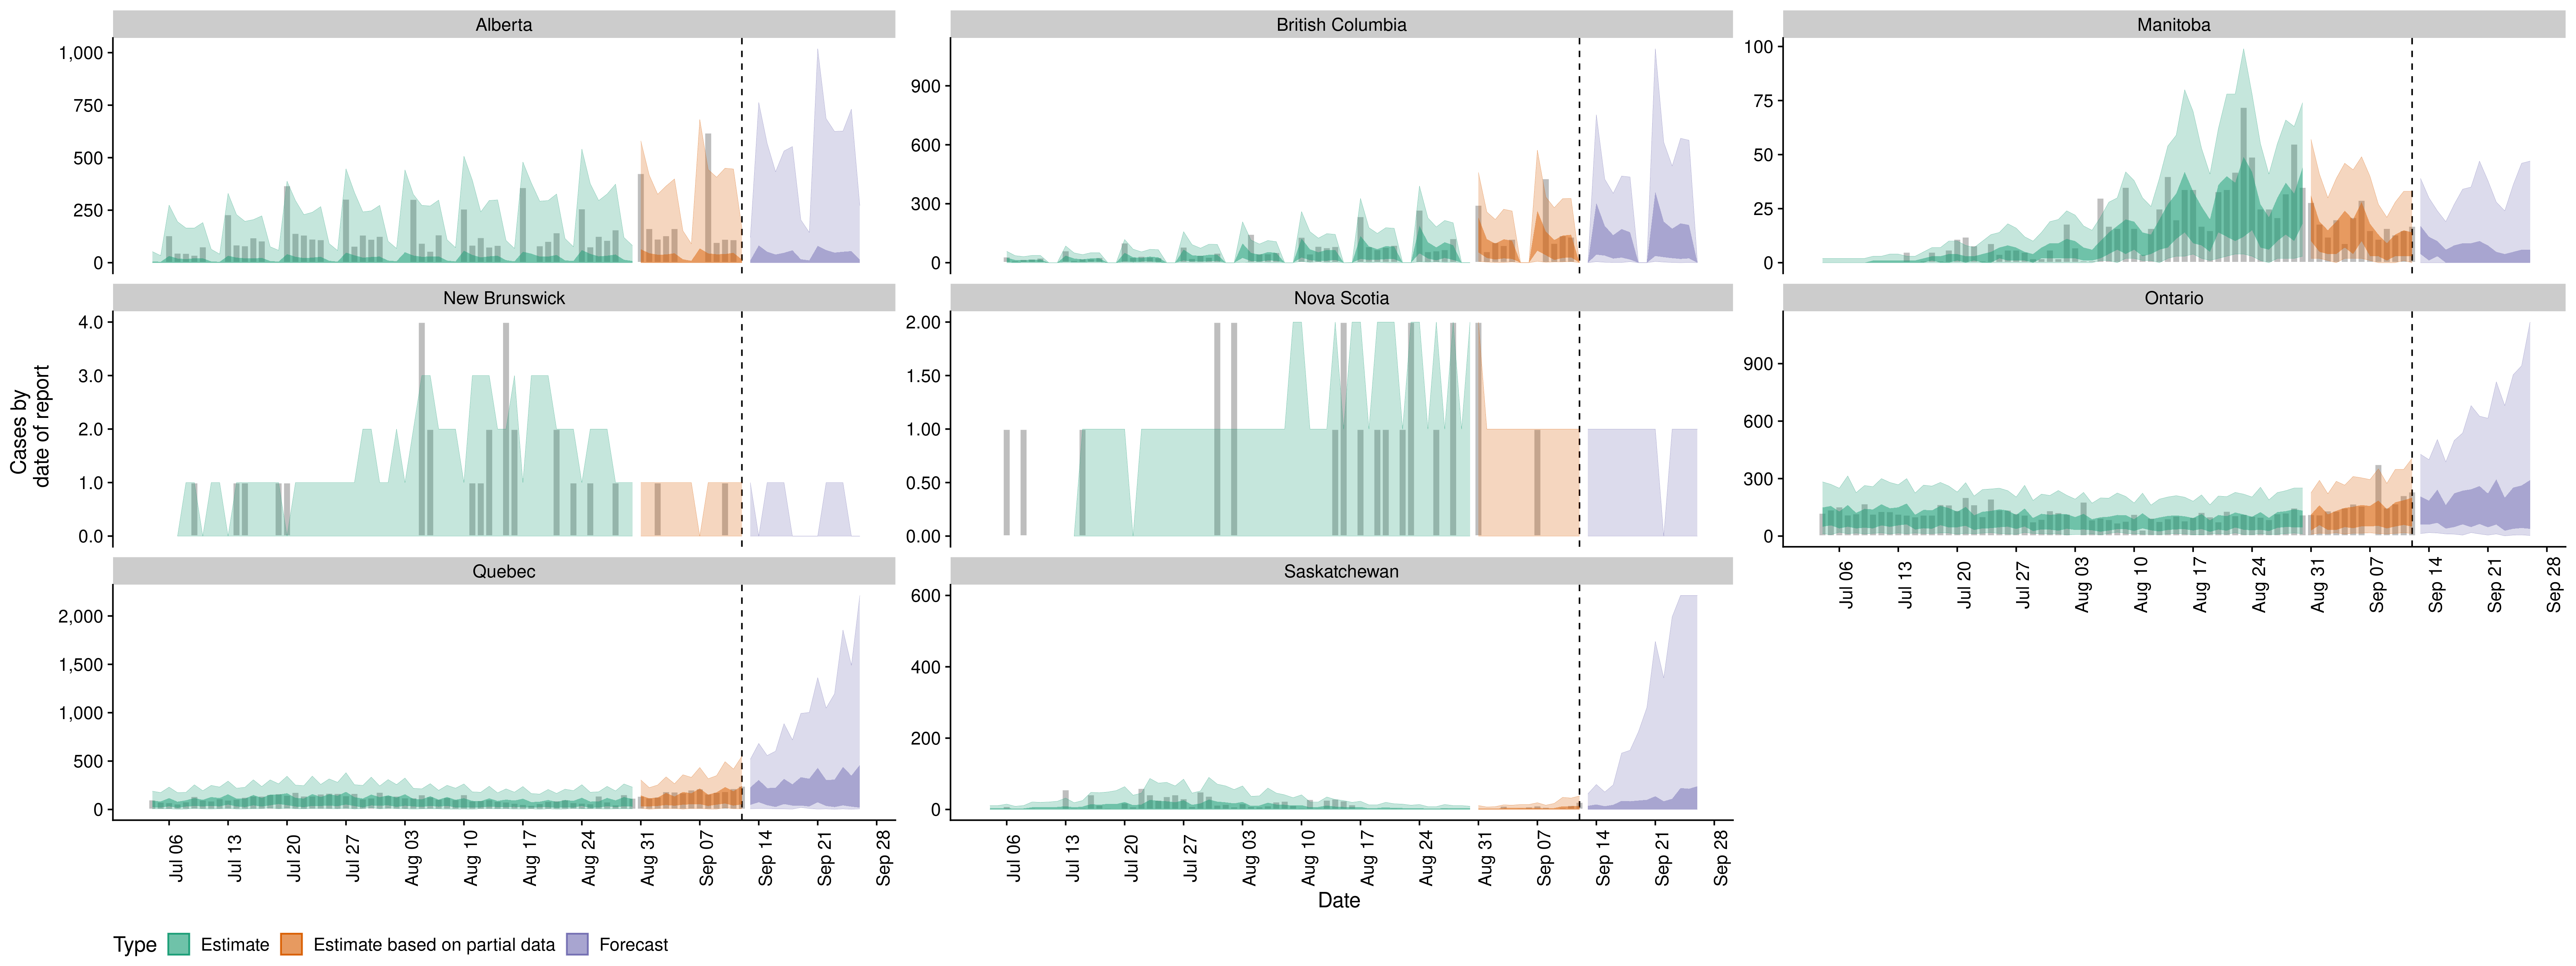 Alberta
British Columbia
Manitoba
1,000
750
500
250
0
900
600
300
0
100
75
50
25
0
New Brunswick
Nova Scotia
Ontario
4.0
3.0
2.0
1.0
0.0
2.00
1.50
1.00
0.50
0.00
900
600
300
0
Jul 06
Jul 13
Jul 20
Jul 27
Aug 03
Aug 10
Aug 17
Aug 24
Aug 31
Sep 07
Sep 14
Sep 21
Sep 28
Cases by
date of report
Quebec
Saskatchewan
2,000
1,500
1,000
500
0
600
400
200
0
Jul 06
Jul 13
Jul 20
Jul 27
Aug 03
Aug 10
Aug 17
Aug 24
Aug 31
Sep 07
Sep 14
Sep 21
Sep 28
Jul 06
Jul 13
Jul 20
Jul 27
Aug 03
Aug 10
Aug 17
Aug 24
Aug 31
Sep 07
Sep 14
Sep 21
Sep 28
Date
Type Estimate Estimate based on partial data Forecast